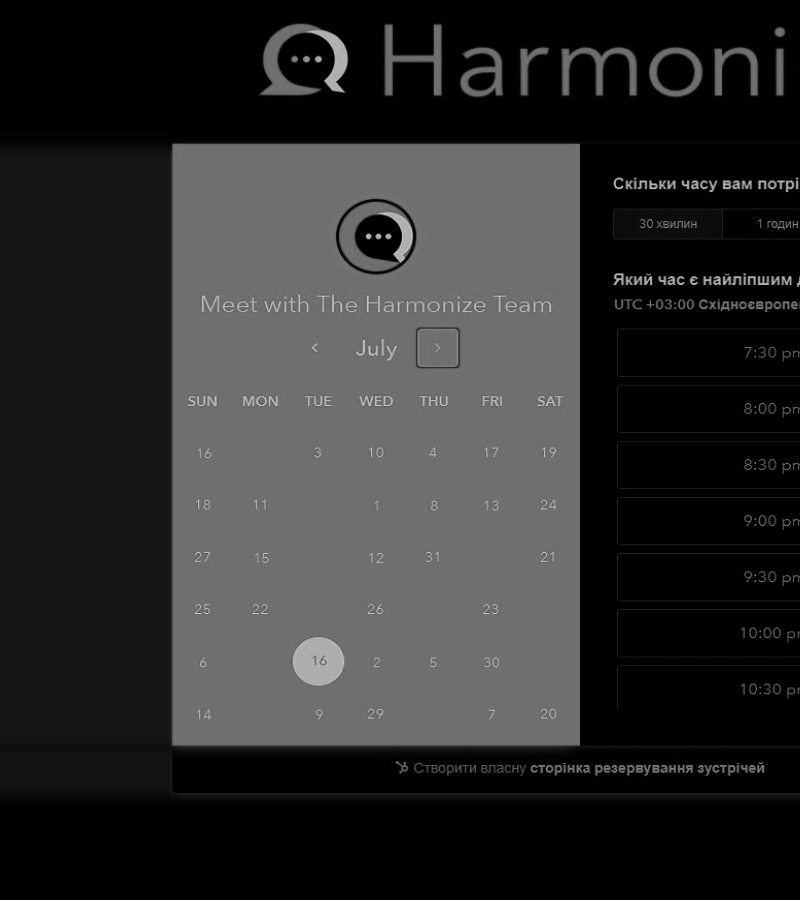 Harmoni
Meet with The Harmonize Team
July
SUN MON TUE WED THU FRI SAT
16 3 10 4 17 19
18 11 1 8 13 24
27 15 12 31 21
25 22 26 23
6 16 2 5 30
14 9 29 7 20
Скільки часу вам потрі
30 хвилин 1 годин
Який час є найліпшим д
UTC +03:00 Східноєвропе
7:30 pm
8:00 pm
8:30 pm
9:00 pm
9:30 pm
10:00 pm
10:30 pm
Створити власну сторінка резервування зустрічей